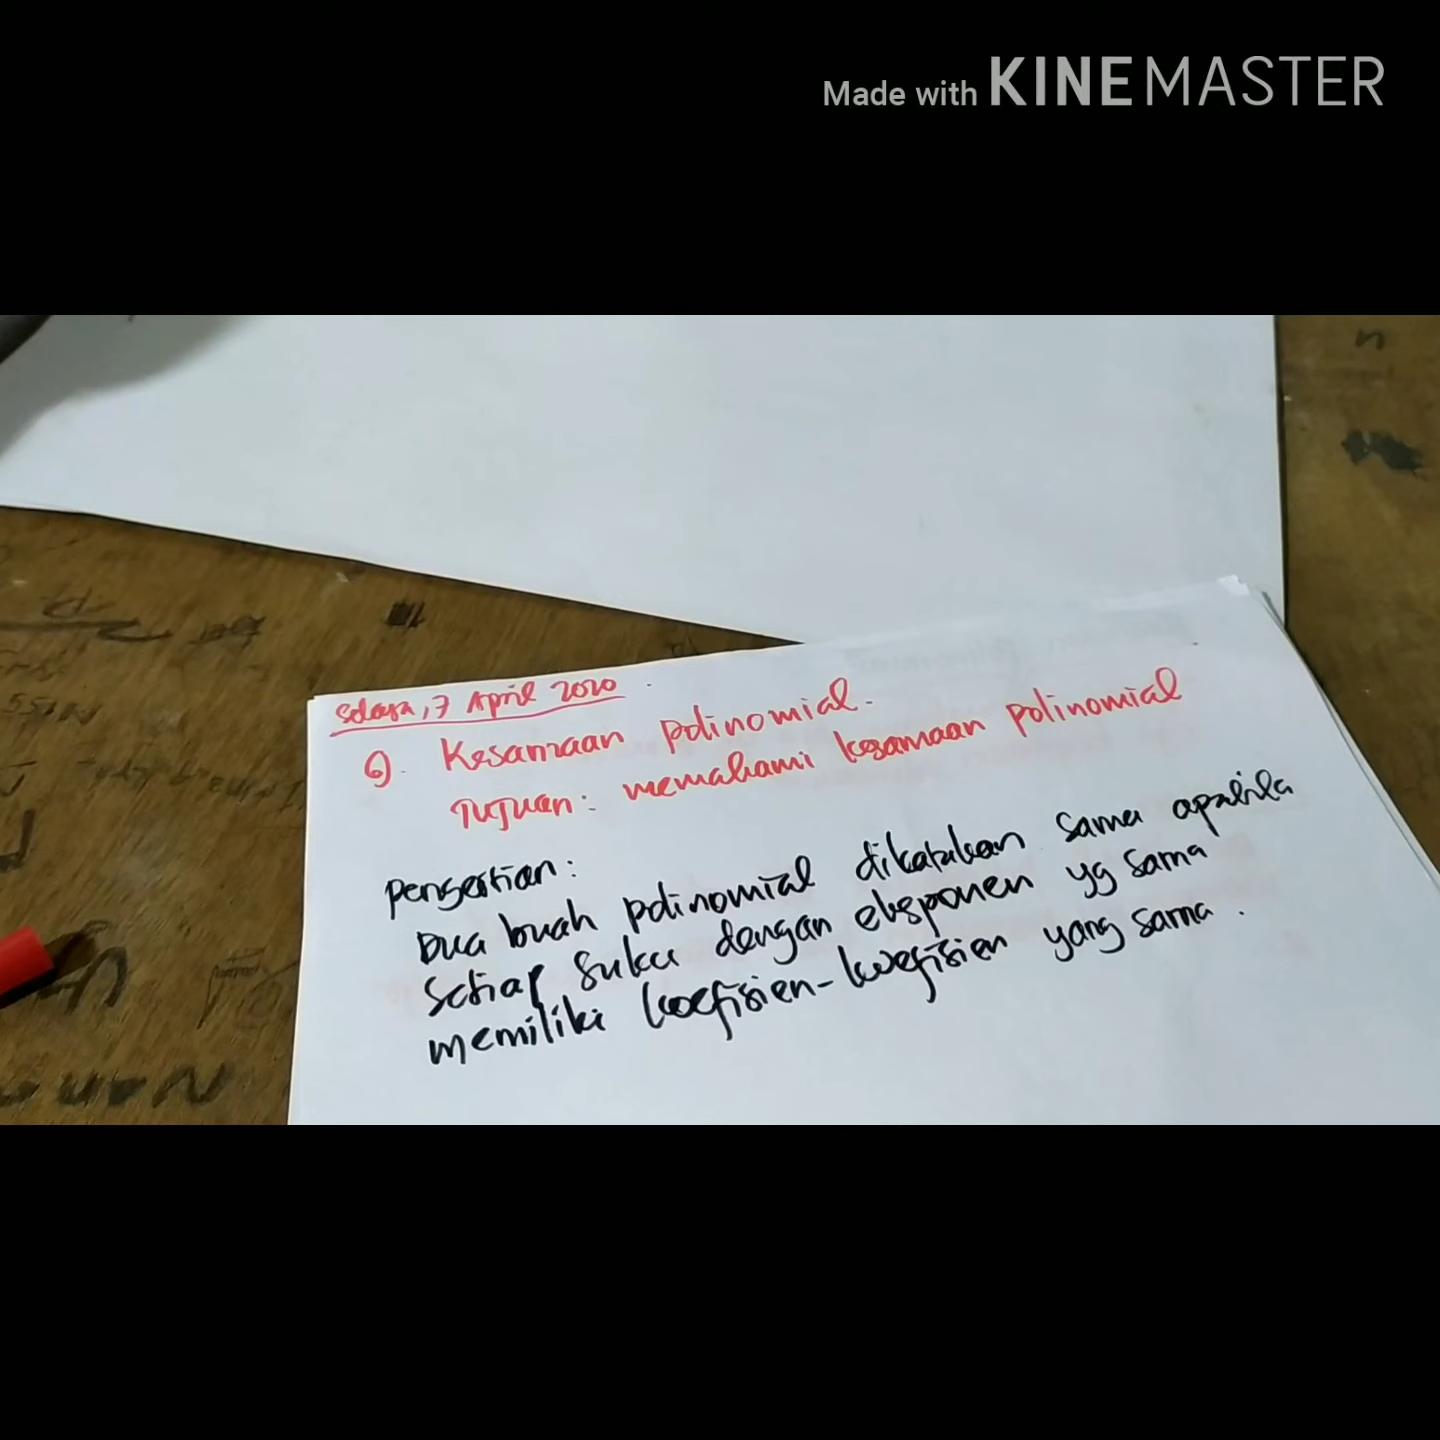 Made with KINEMASTER
Selasa, 7 April 2020
6). Kesamaan polinomial.
Tujuan: memahami kesamaan polinomial
Pengertian:
Dua buah polinomial dikatakan sama apabila
setiap suku dengan eksponen yg sama
memiliki koefisien-koefisien yang sama.